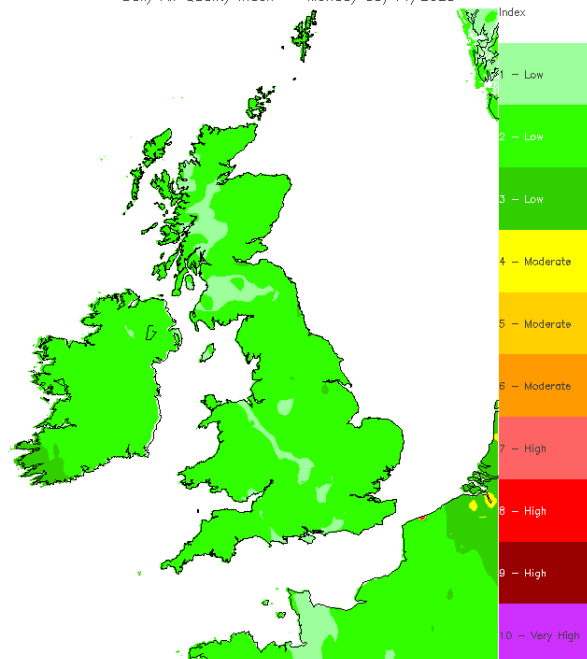 Index
1 - Low
2 - Low
3 - Low
4 - Moderate
5 - Moderate
6 - Moderate
7 - High
8 - High
9 - High
10 - Very High